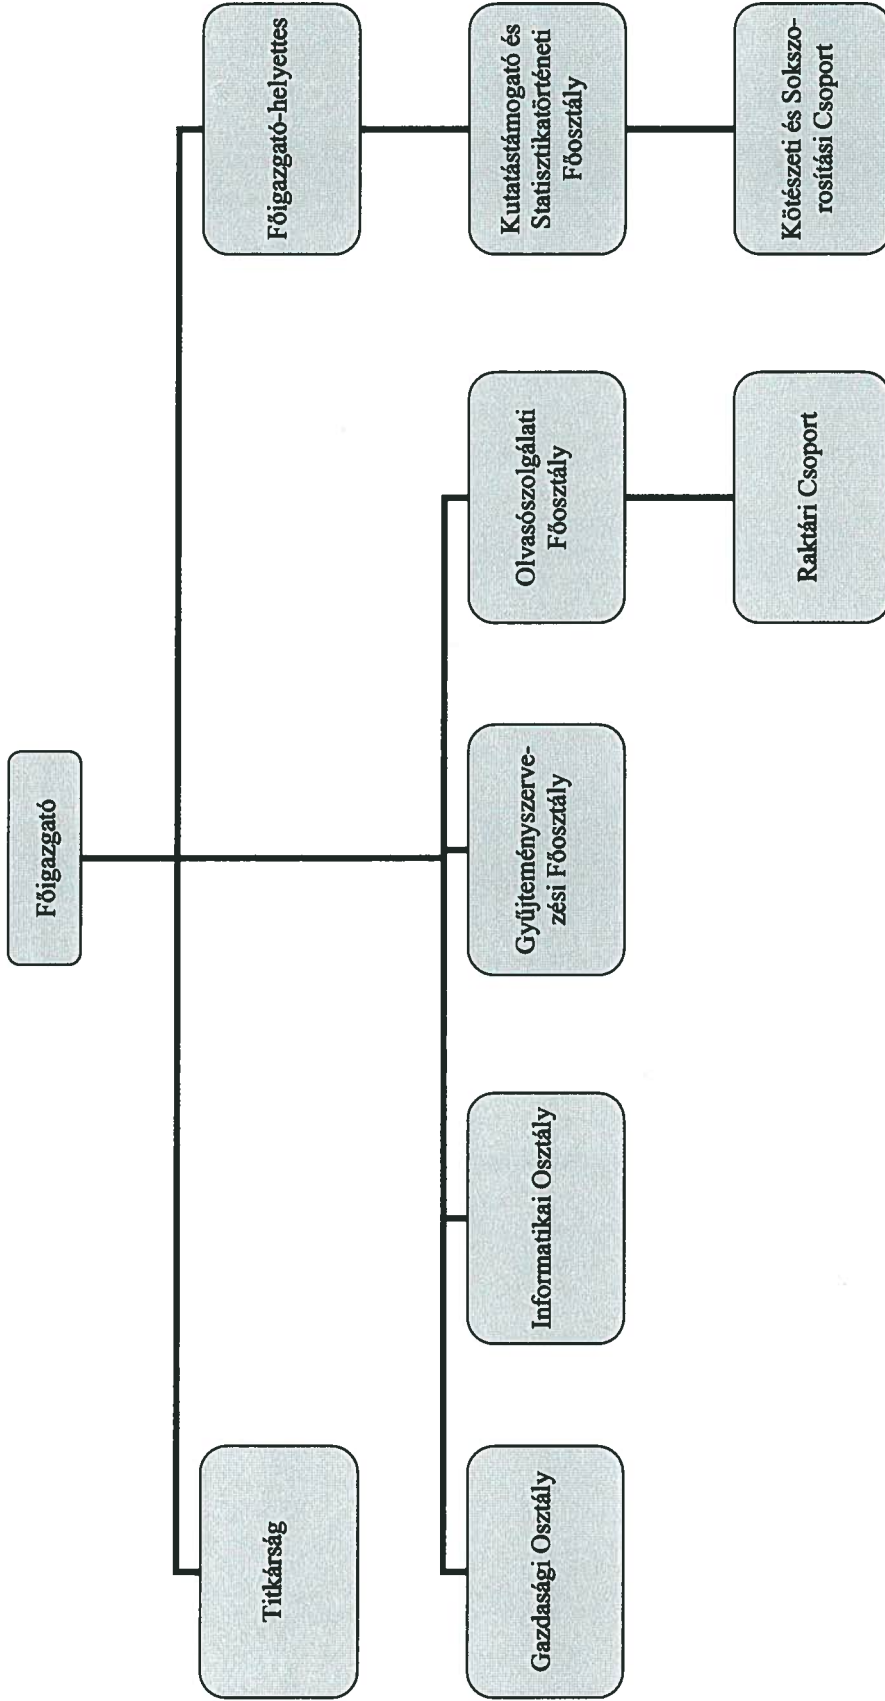 Főigazgató
Titkárság
Főigazgató-helyettes
Gazdasági Osztály
Informatikai Osztály
Gyűjteményszerve-
zési Főosztály
Olvasószolgálati
Főosztály
Kutatástámogató és
Statisztikatörténeti
Főosztály
Raktári Csoport
Kötészeti és Sokszo-
rosítási Csoport